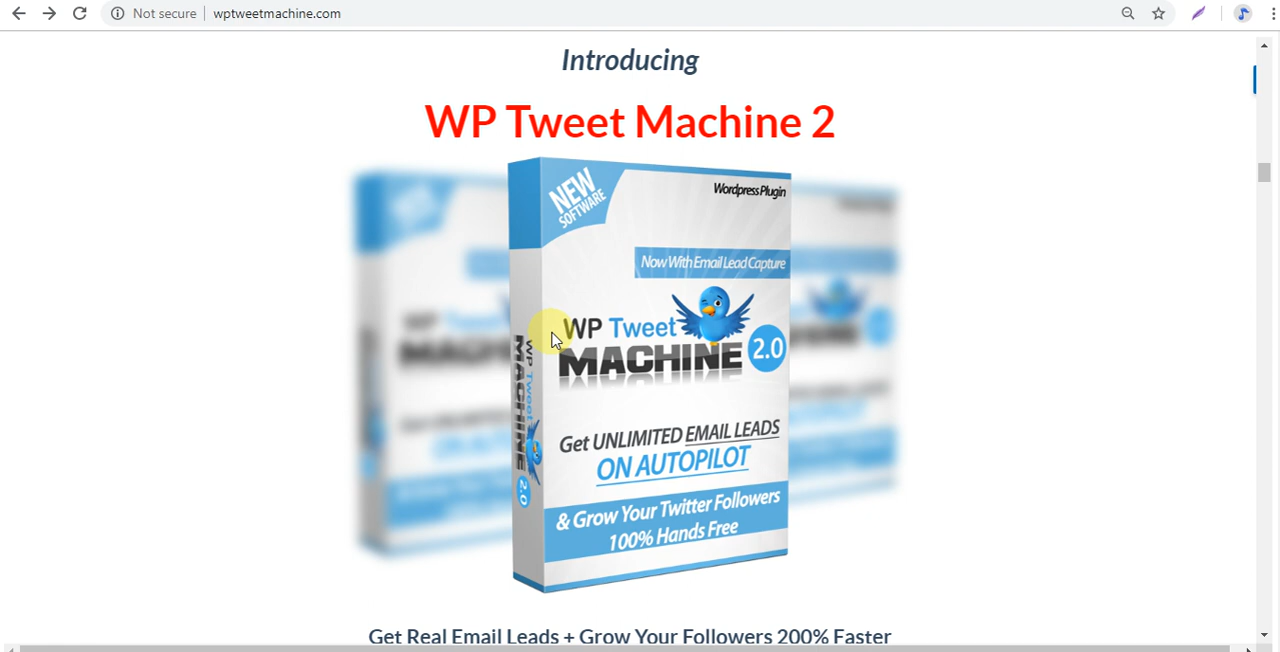 Not secure
wptweetmachine.com
Introducing
WP Tweet Machine 2
NEW
SOFTWARE
Wordpress Plugin
Now With Email Lead Capture
WP Tweet
MACHINE 2.0
WP Tweet
MACHINE 2.0
Get UNLIMITED EMAIL LEADS
ON AUTOPILOT
& Grow Your Twitter Followers
100% Hands Free
Get Real Email Leads + Grow Your Followers 200% Faster